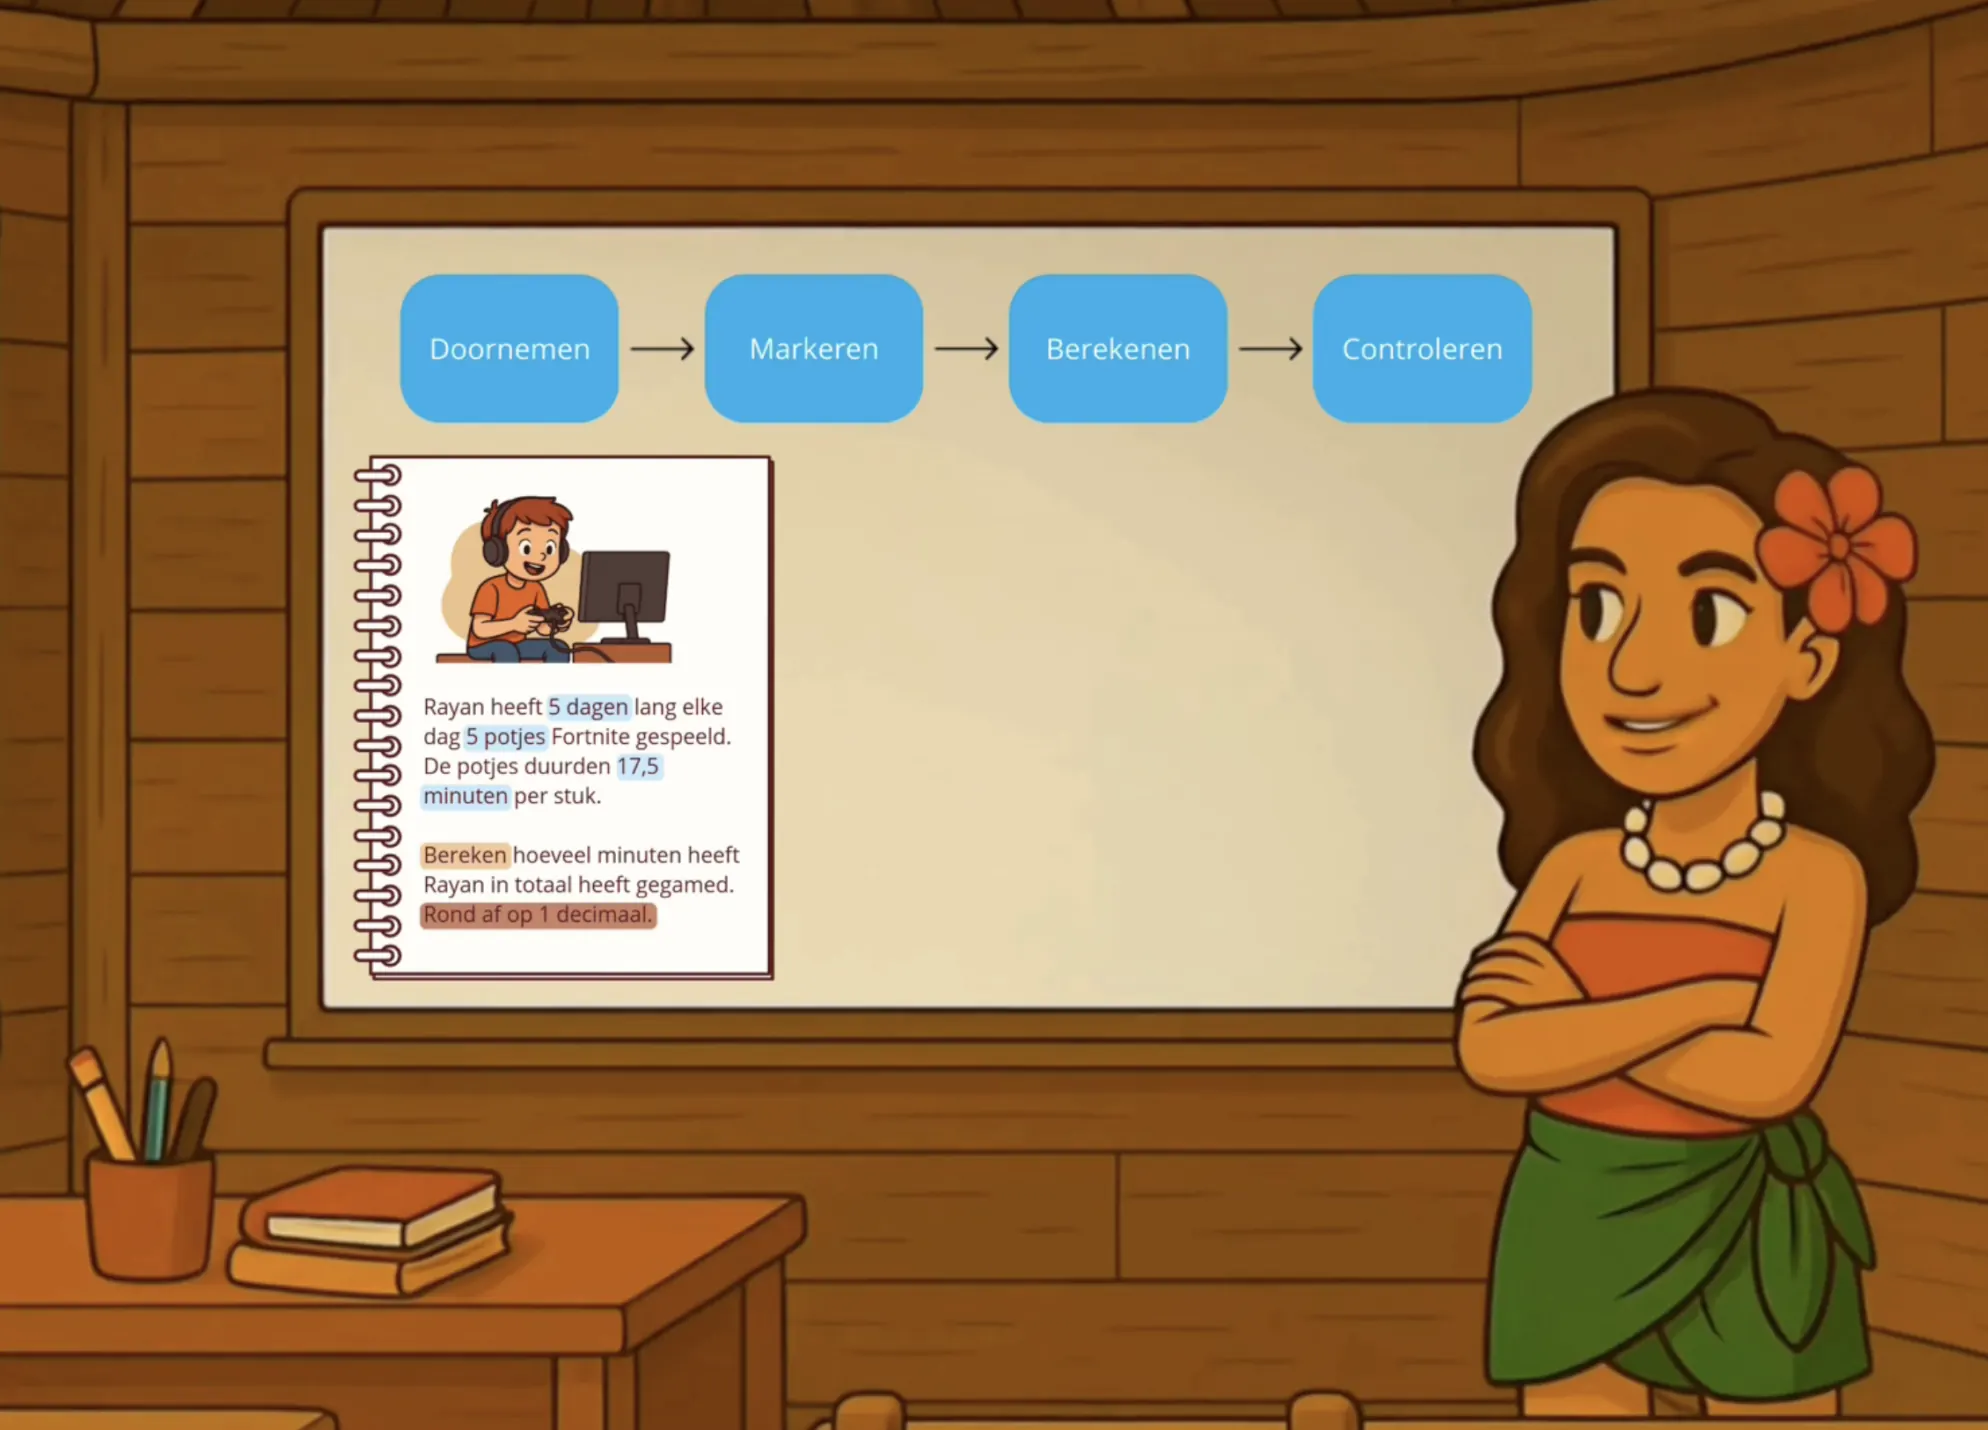 Doornemen
Markeren
Berekenen
Controleren
Rayan heeft 5 dagen lang elke
dag 5 potjes Fortnite gespeeld.
De potjes duurden 17,5
minuten per stuk.
Bereken hoeveel minuten heeft
Rayan in totaal heeft gegamed.
Rond af op 1 decimaal.